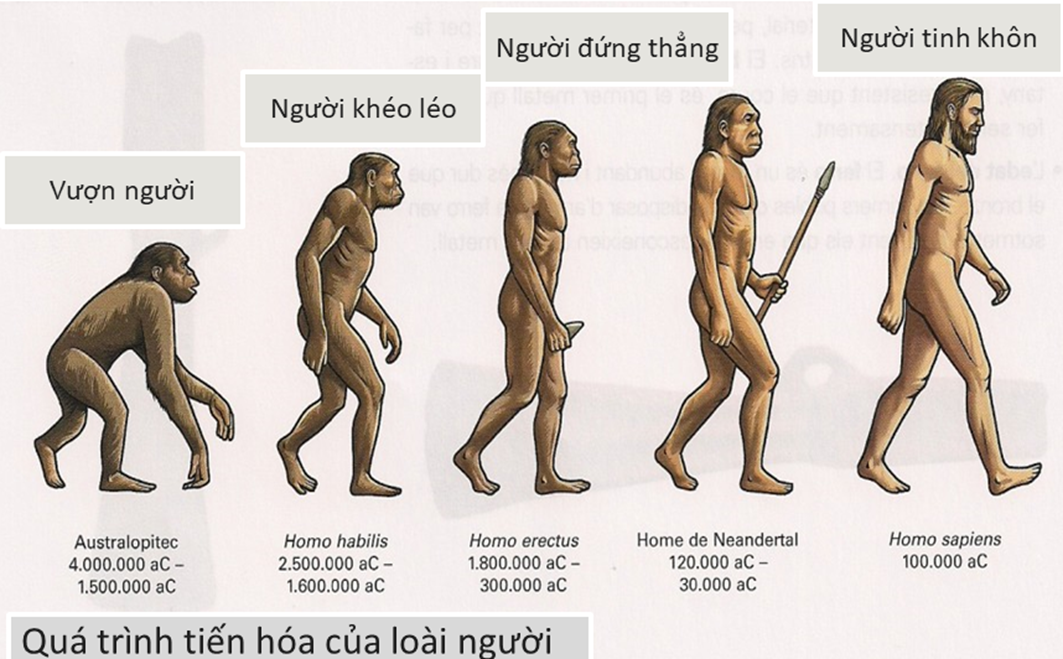 Người tinh khôn
Người đứng thẳng
Người khéo léo
Vượn người
Australopitec
4.000.000 aC –
1.500.000 aC
Homo habilis
2.500.000 aC –
1.600.000 aC
Homo erectus
1.800.000 aC –
300.000 aC
Home de Neandertal
120.000 aC –
30.000 aC
Homo sapiens
100.000 aC
Quá trình tiến hóa của loài người